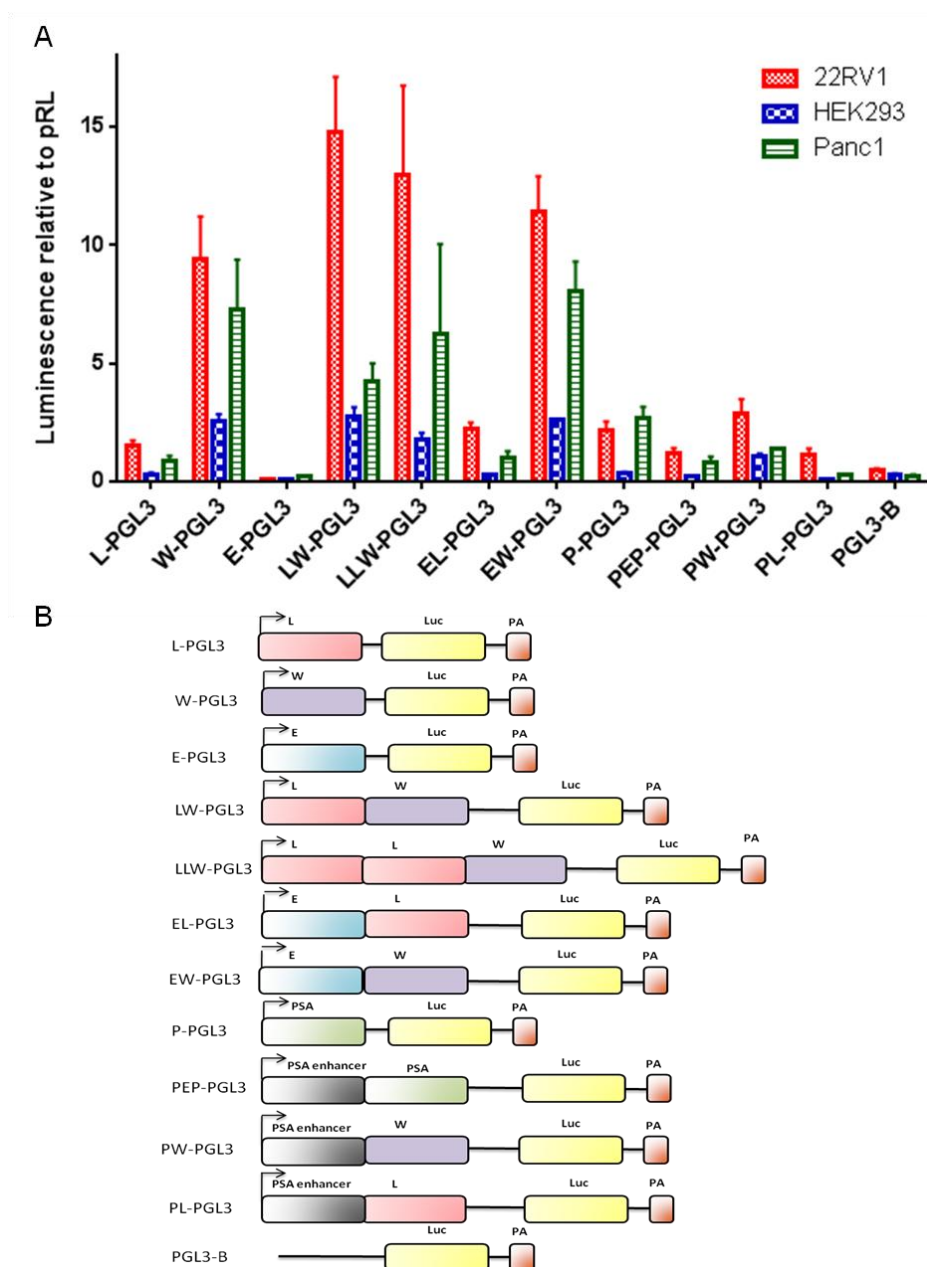 A
Luminescence relative to pRL
15
10
5
0
22RV1
HEK293
Panc1
L-PGL3
W-PGL3
E-PGL3
LW-PGL3
LLW-PGL3
EL-PGL3
EW-PGL3
P-PGL3
PEP-PGL3
PW-PGL3
PL-PGL3
PGL3-B
B
L-PGL3 L Luc PA
W-PGL3 W Luc PA
E-PGL3 E Luc PA
LW-PGL3 L W Luc PA
LLW-PGL3 L L W Luc PA
EL-PGL3 E L Luc PA
EW-PGL3 E W Luc PA
P-PGL3 PSA Luc PA
PEP-PGL3 PSA enhancer PSA Luc PA
PW-PGL3 PSA enhancer W Luc PA
PL-PGL3 PSA enhancer L Luc PA
PGL3-B Luc PA